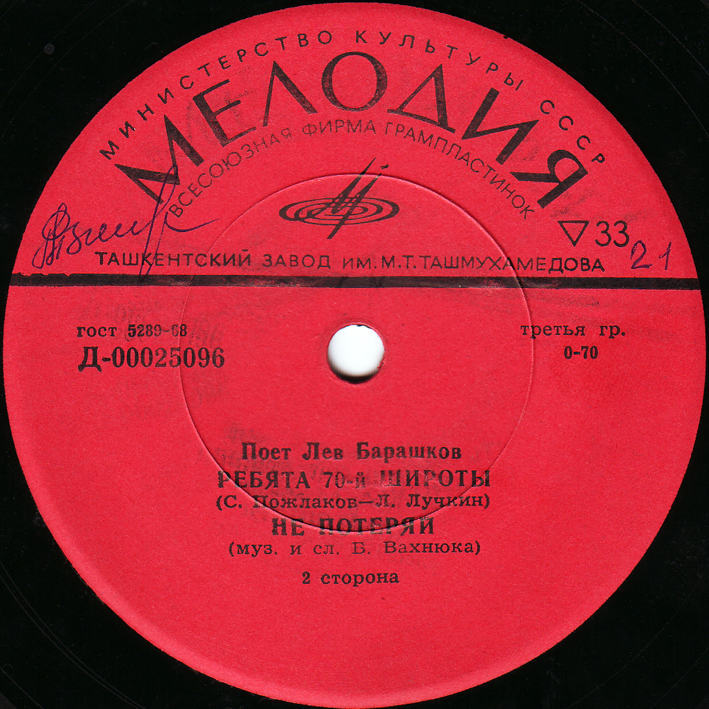 МИНИСТЕРСТВО КУЛЬТУРЫ СССР
МЕЛОДИЯ
ВСЕСОЮЗНАЯ ФИРМА ГРАМПЛАСТИНОК
33
21
ТАШКЕНТСКИЙ ЗАВОД ИМ. М.Т. ТАШМУХАМЕДОВА
гост 5289-68
третья гр.
Д-00025096
0-70
Поет Лев Барашков
РЕБЯТА 70-й ШИРОТЫ
(С. Пожлаков—Л. Лучкин)
НЕ ПОТЕРЯЙ
(муз. и сл. Б. Вахнюка)
2 сторона